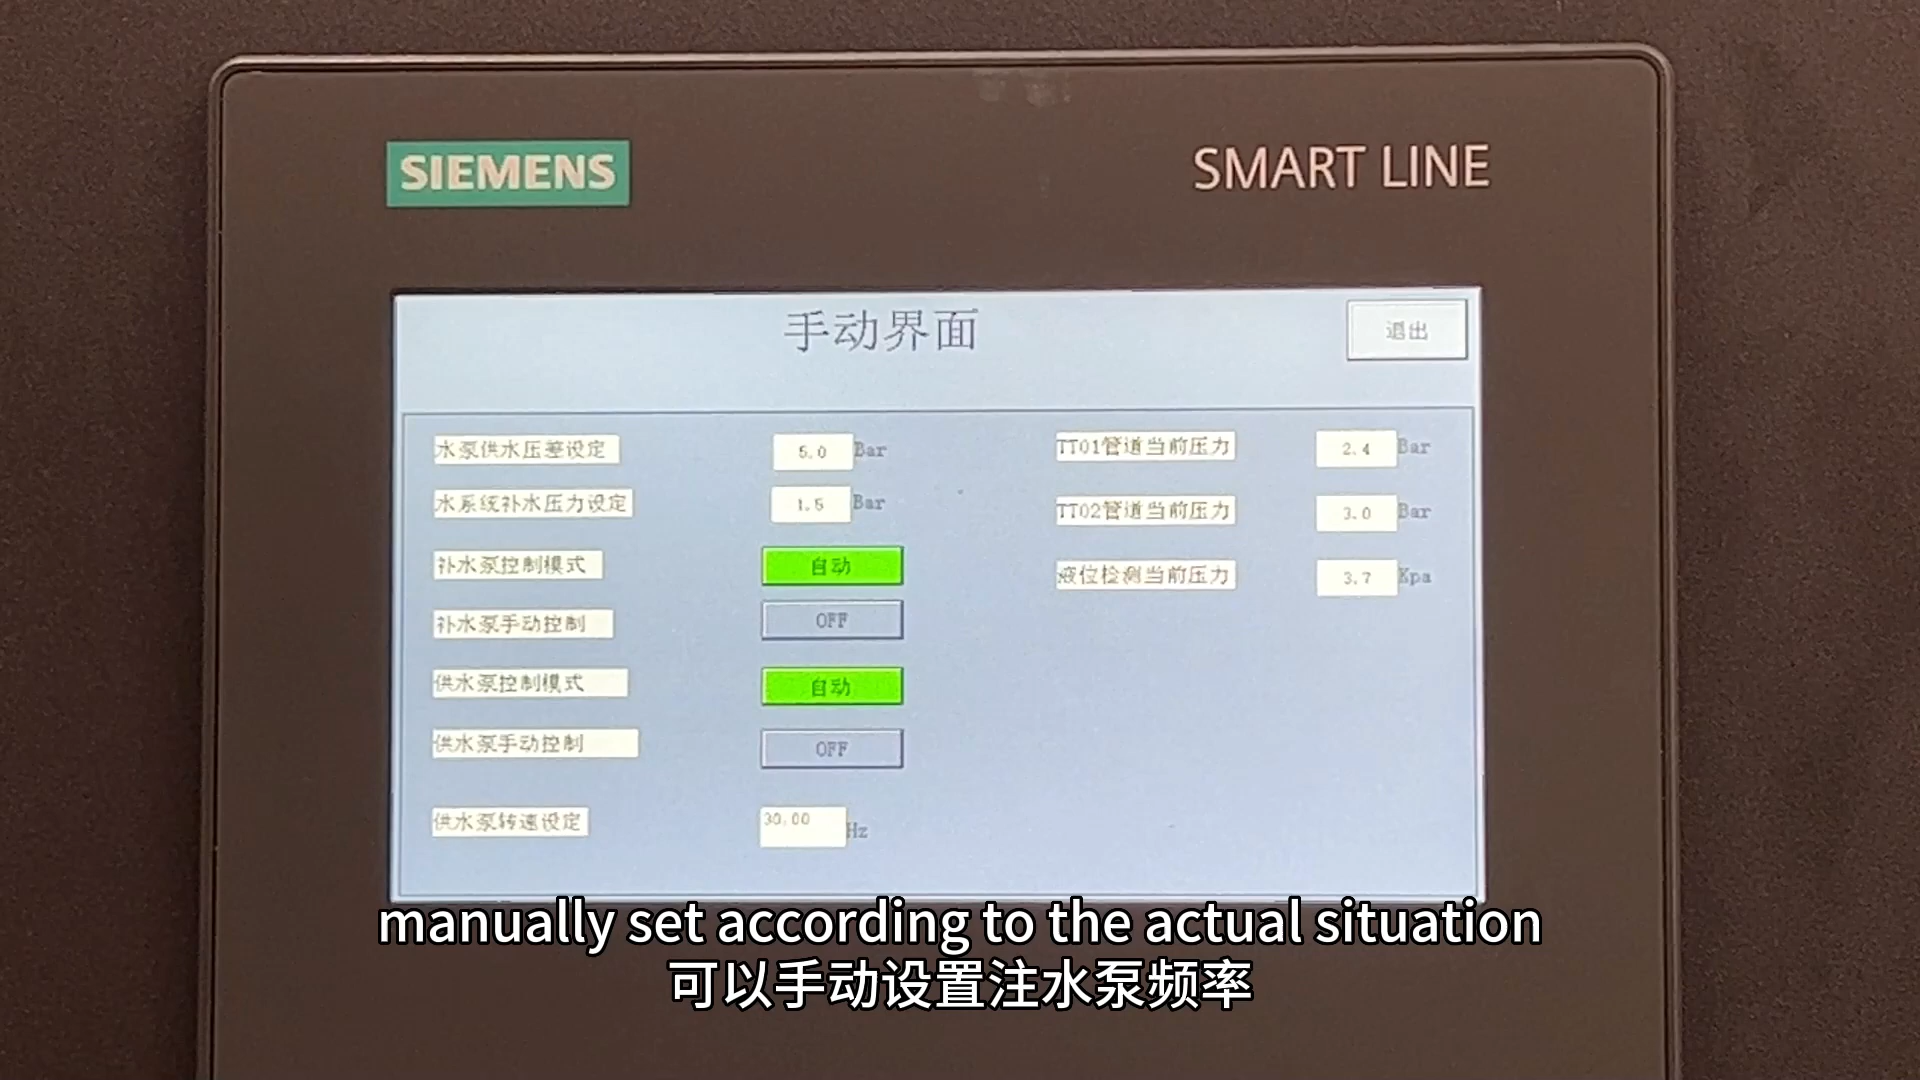 SIEMENS
SMART LINE
手动界面
退出
水泵供水压差设定 5.0 Bar
TT01管道当前压力 2.4 Bar
水系统补水压力设定 1.5 Bar
TT02管道当前压力 3.0 Bar
补水泵控制模式 自动
液位检测当前压力 3.7 Kpa
补水泵手动控制 OFF
供水泵控制模式 自动
供水泵手动控制 OFF
供水泵转速设定 30.00 Hz
manually set according to the actual situation
可以手动设置注水泵频率